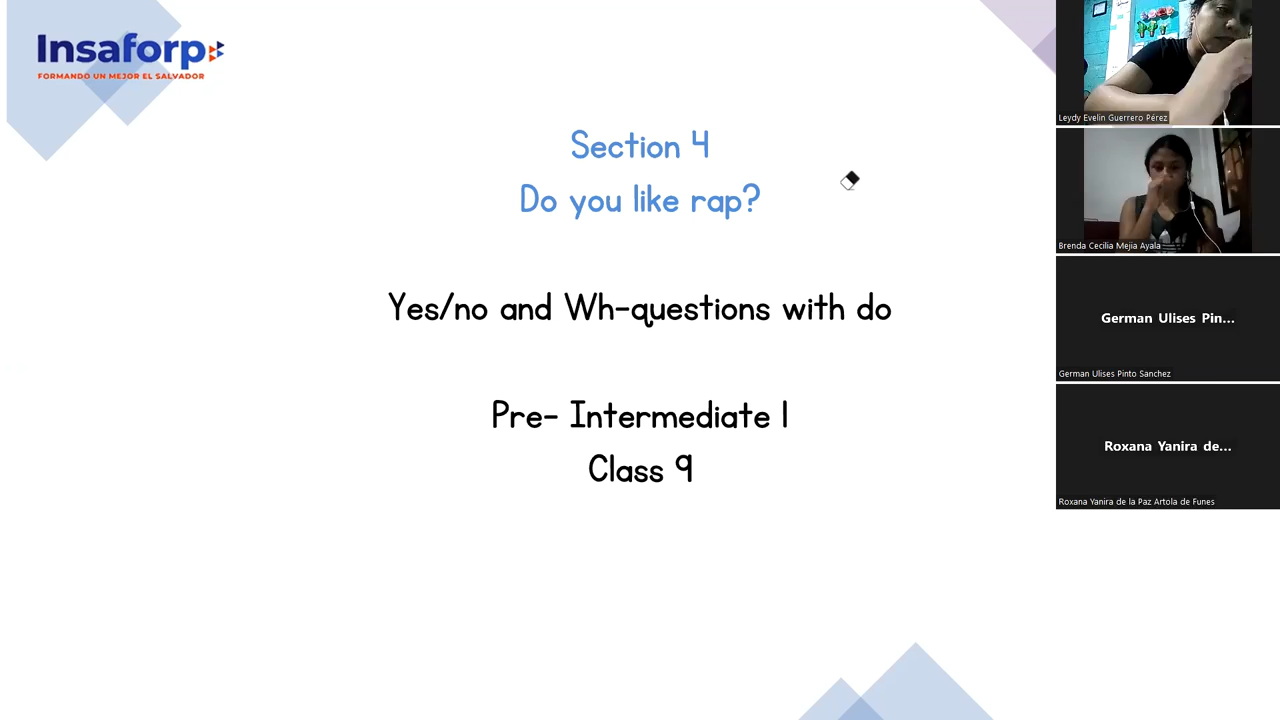 Insaforp
FORMANDO UN MEJOR EL SALVADOR
Section 4
Do you like rap?
Yes/no and Wh-questions with do
Pre- Intermediate 1
Class 9
Leydy Evelin Guerrero Pérez
Brenda Cecilia Mejia Ayala
German Ulises Pin...
German Ulises Pinto Sanchez
Roxana Yanira de...
Roxana Yanira de la Paz Artola de Funes